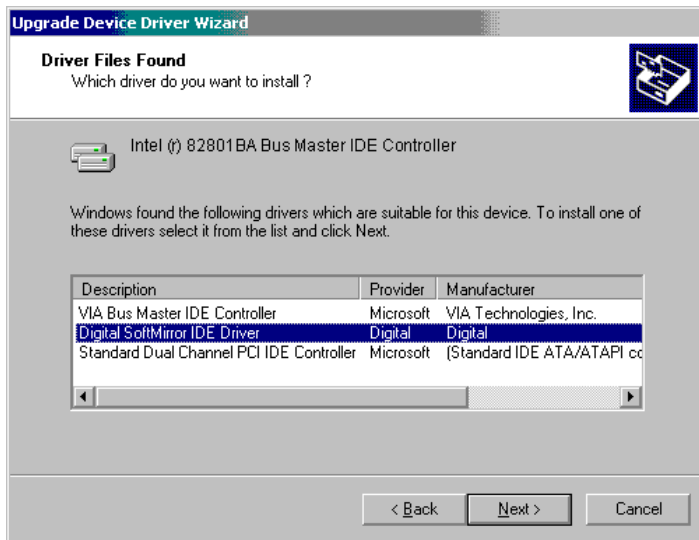 Upgrade Device Driver Wizard
Driver Files Found
Which driver do you want to install ?
Intel (r) 82801BA Bus Master IDE Controller
Windows found the following drivers which are suitable for this device. To install one of
these drivers select it from the list and click Next.
Description Provider Manufacturer
VIA Bus Master IDE Controller Microsoft VIA Technologies, Inc.
Digital SoftMirror IDE Driver Digital Digital
Standard Dual Channel PCI IDE Controller Microsoft (Standard IDE ATA/ATAPI co
< Back Next > Cancel